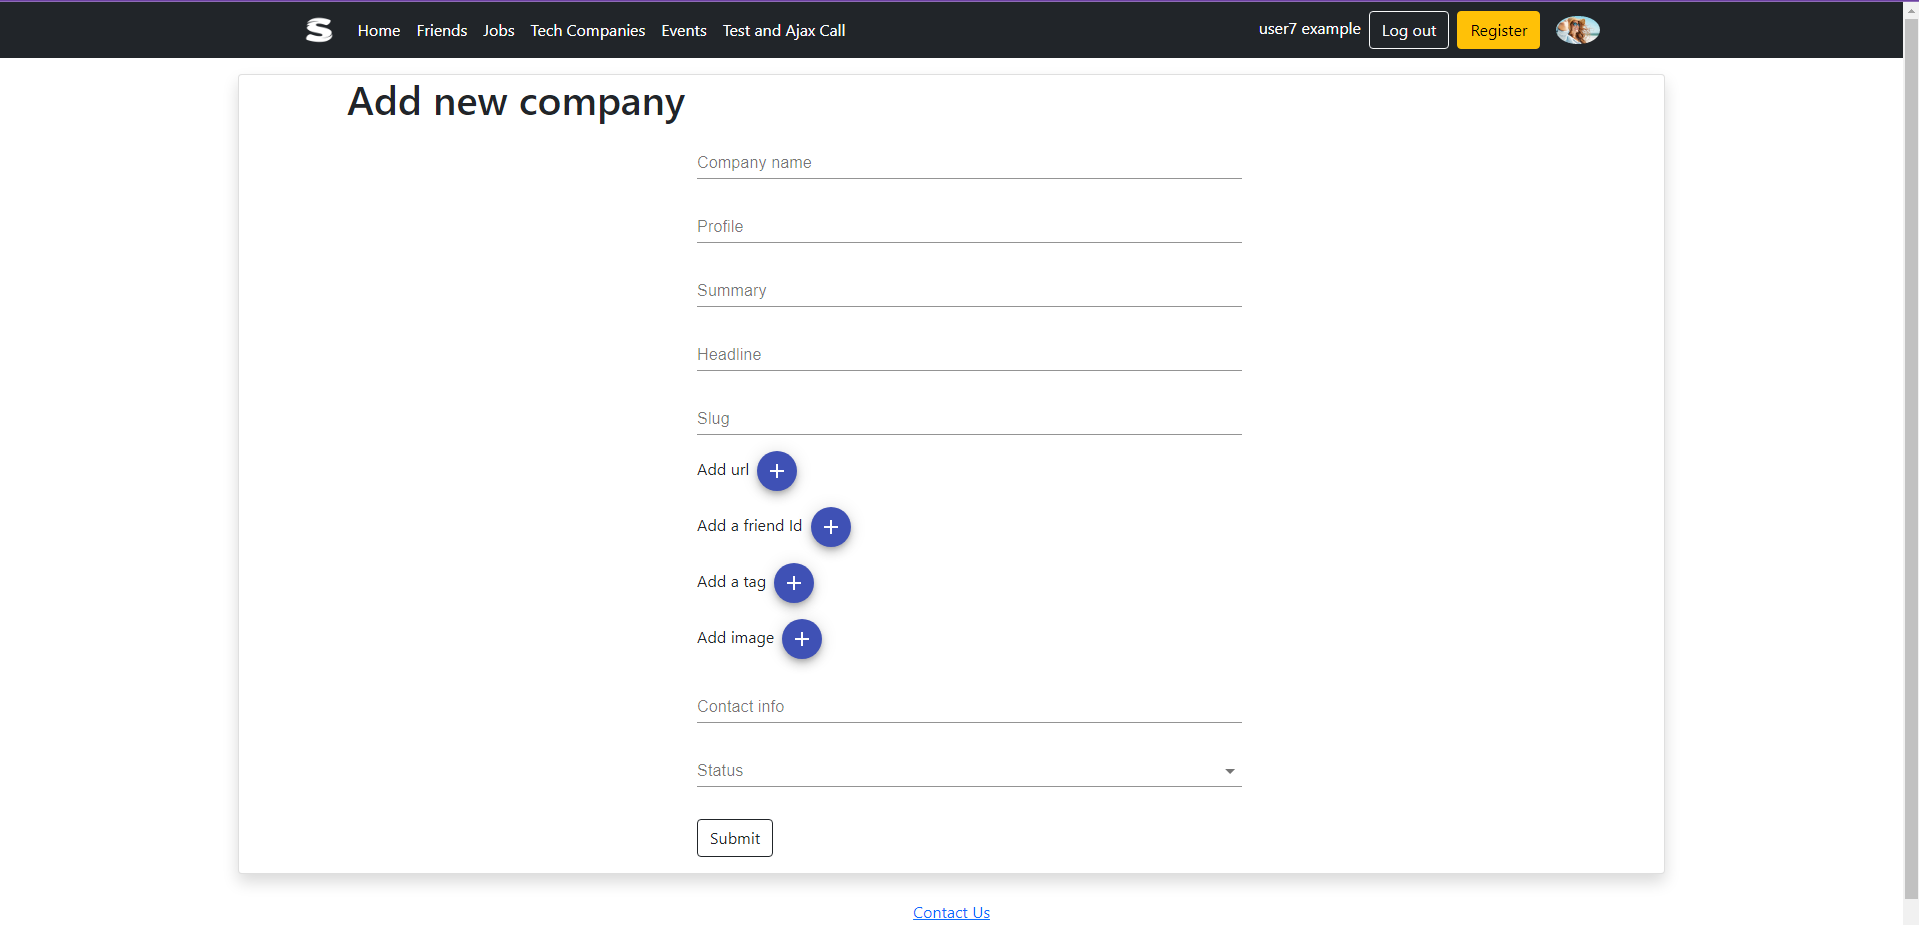 S Home Friends Jobs Tech Companies Events Test and Ajax Call user7 example Log out Register
Add new company
Company name
Profile
Summary
Headline
Slug
Add url +
Add a friend Id +
Add a tag +
Add image +
Contact info
Status
Submit
Contact Us